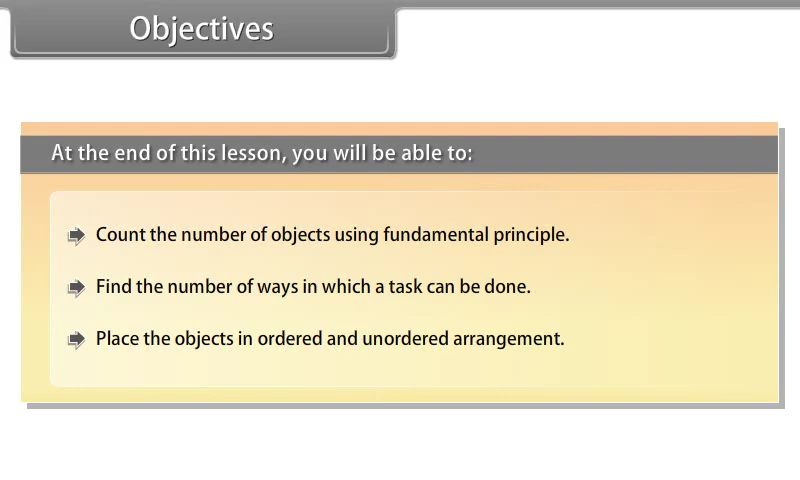 Objectives
At the end of this lesson, you will be able to:
Count the number of objects using fundamental principle.
Find the number of ways in which a task can be done.
Place the objects in ordered and unordered arrangement.